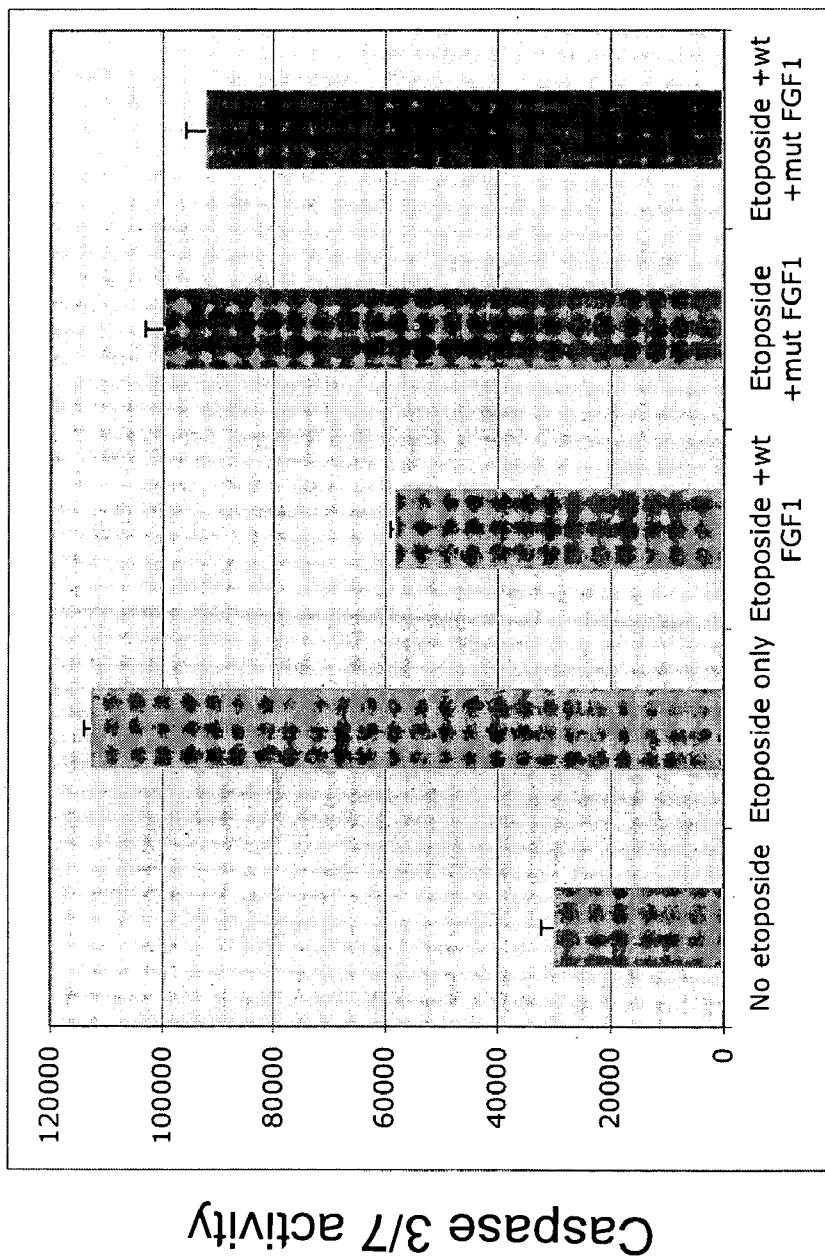 Caspase 3/7 activity
120000
100000
80000
60000
40000
20000
0
No etoposide
Etoposide only
Etoposide +wt
FGF1
Etoposide
+mut FGF1
Etoposide +wt
+mut FGF1